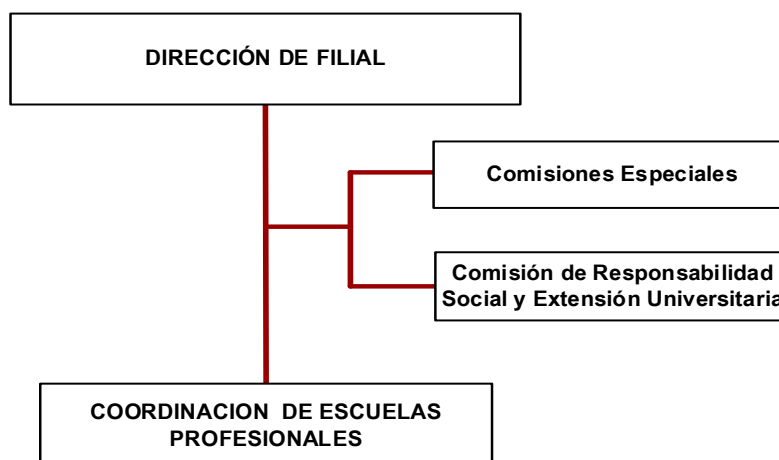 DIRECCIÓN DE FILIAL
Comisiones Especiales
Comisión de Responsabilidad
Social y Extensión Universitaria
COORDINACION DE ESCUELAS
PROFESIONALES